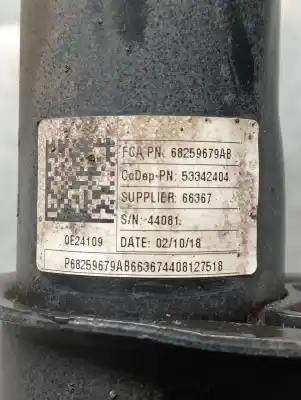 FCA PN: 68259679AB
CoDep-PN: 53342404
SUPPLIER: 66367
S/N: 44081
0E24109 DATE: 02/10/18
P68259679AB663674408127518